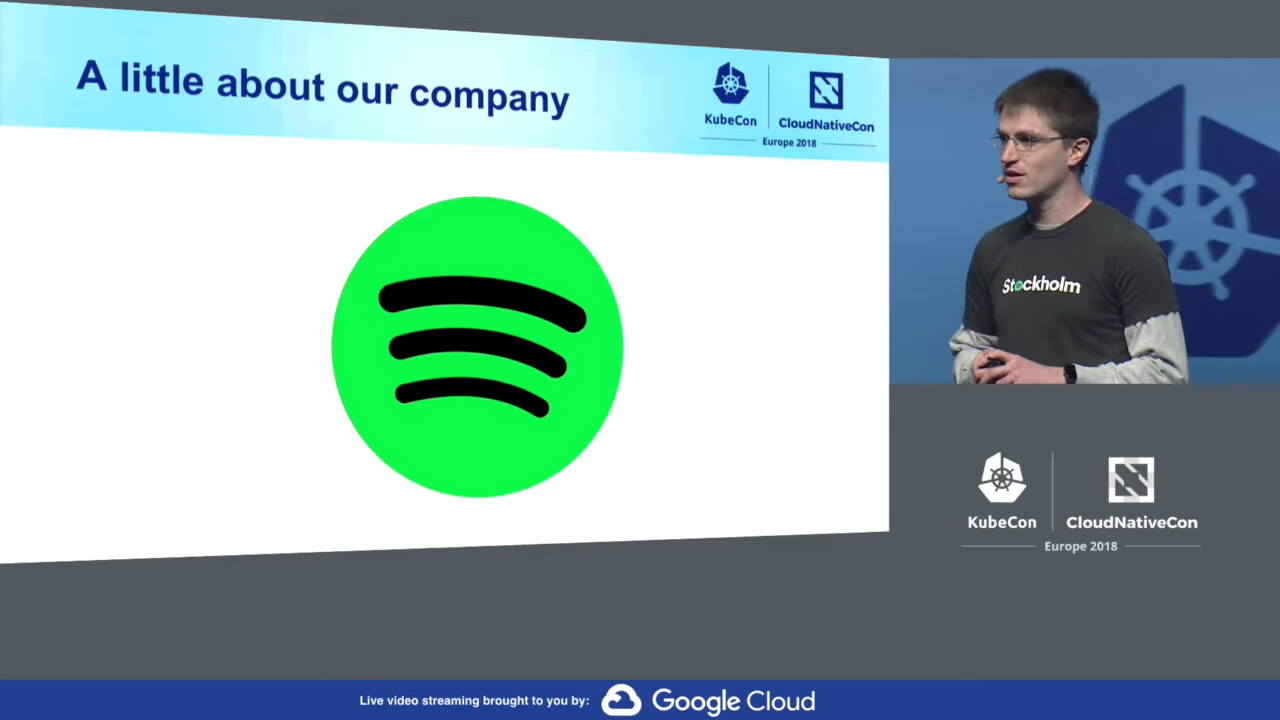 A little about our company
KubeCon
CloudNativeCon
Europe 2018
Stockholm
KubeCon
CloudNativeCon
Europe 2018
Live video streaming brought to you by:
Google Cloud